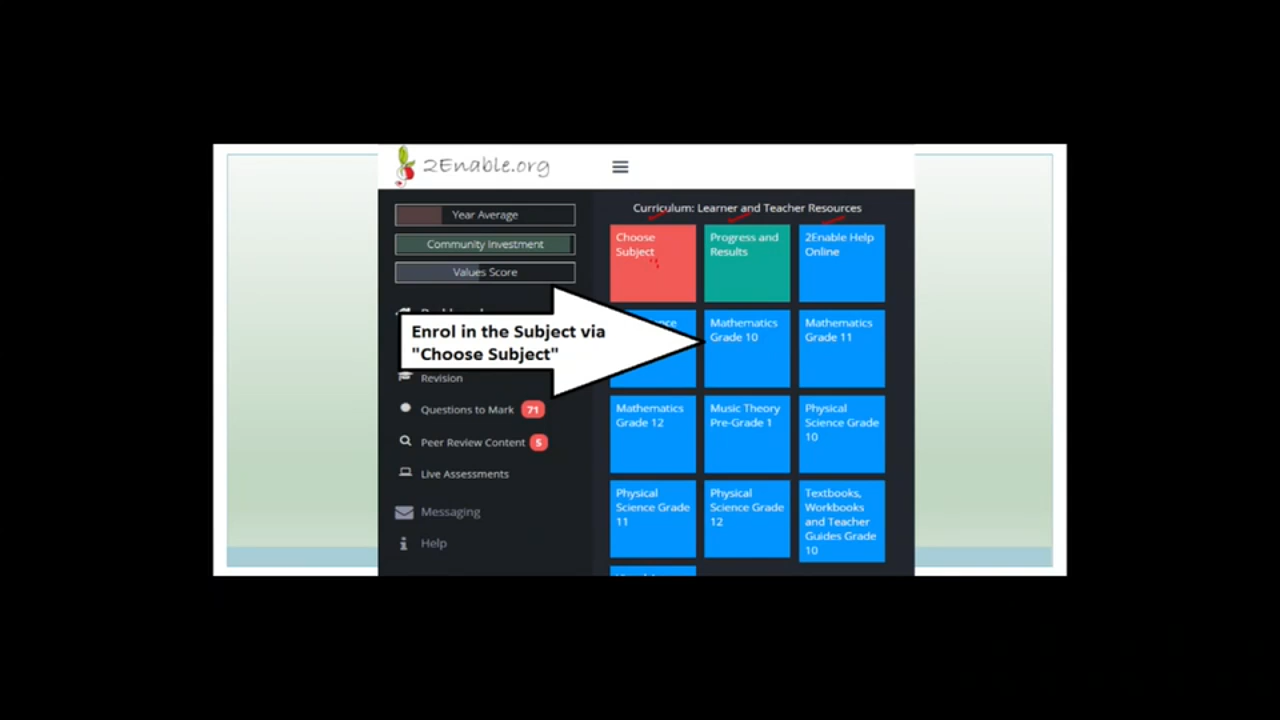 2Enable.org
Year Average
Community Investment
Values Score
Enrol in the Subject via
"Choose Subject"
Revision
Questions to Mark 71
Peer Review Content 5
Live Assessments
Messaging
Help
Curriculum: Learner and Teacher Resources
Choose
Subject
Progress and
Results
2Enable Help
Online
Mathematics
Grade 10
Mathematics
Grade 11
Mathematics
Grade 12
Music Theory
Pre-Grade 1
Physical
Science Grade
10
Physical
Science Grade
11
Physical
Science Grade
12
Textbooks,
Workbooks
and Teacher
Guides Grade
10